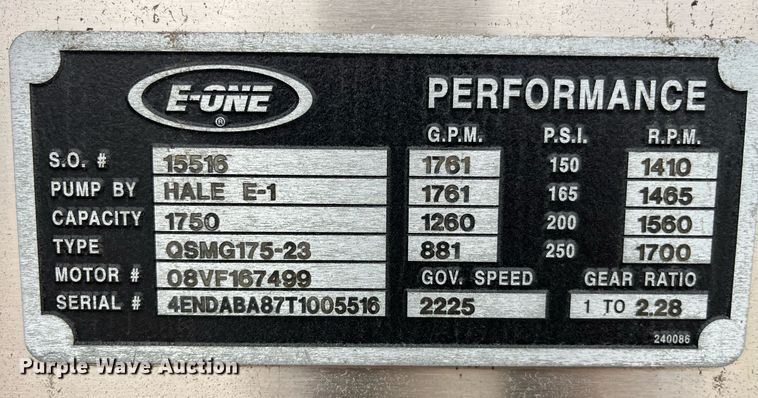 E-ONE ®
PERFORMANCE
G.P.M. P.S.I. R.P.M.
S.O. # 15516 1761 150 1410
PUMP BY HALE E-1 1761 165 1465
CAPACITY 1750 1260 200 1560
TYPE QSMG175-23 881 250 1700
MOTOR # 08VF167499 GOV. SPEED GEAR RATIO
SERIAL # 4ENDABA87T1005516 2225 1 TO 2.28
240086
Purple Wave Auction